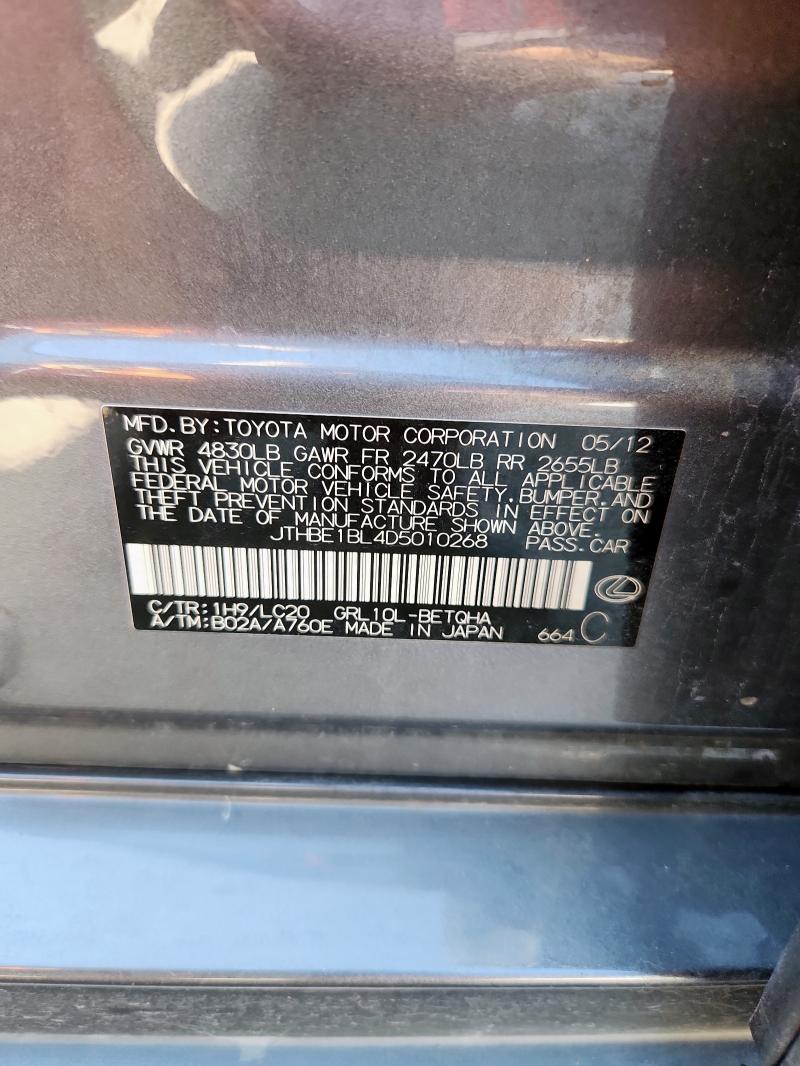 MFD.BY:TOYOTA MOTOR CORPORATION 05/12
GVWR 4830LB GAWR FR 2470LB RR 2655LB
THIS VEHICLE CONFORMS TO ALL APPLICABLE
FEDERAL MOTOR VEHICLE SAFETY,BUMPER,AND
THEFT PREVENTION STANDARDS IN EFFECT ON
THE DATE OF MANUFACTURE SHOWN ABOVE.
JTHBE1BL4D5010268 PASS.CAR
C/TR:1H9/LC20 GRL10L-BETQHA
A/TM:B02A/A760E MADE IN JAPAN 664 C